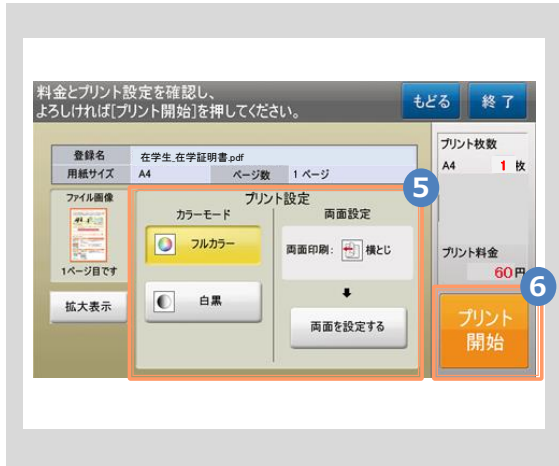 料金とプリント設定を確認し、
よろしければ[プリント開始]を押してください。
もどる 終了
登録名 在学生_在学証明書.pdf
用紙サイズ A4 ページ数 1 ページ
プリント枚数
A4 1 枚
プリント料金
60円
ファイル画像
1ページ目です
拡大表示
5
プリント設定
カラーモード 両面設定
フルカラー
両面印刷: 横とじ
白黒
両面を設定する
6
プリント
開始